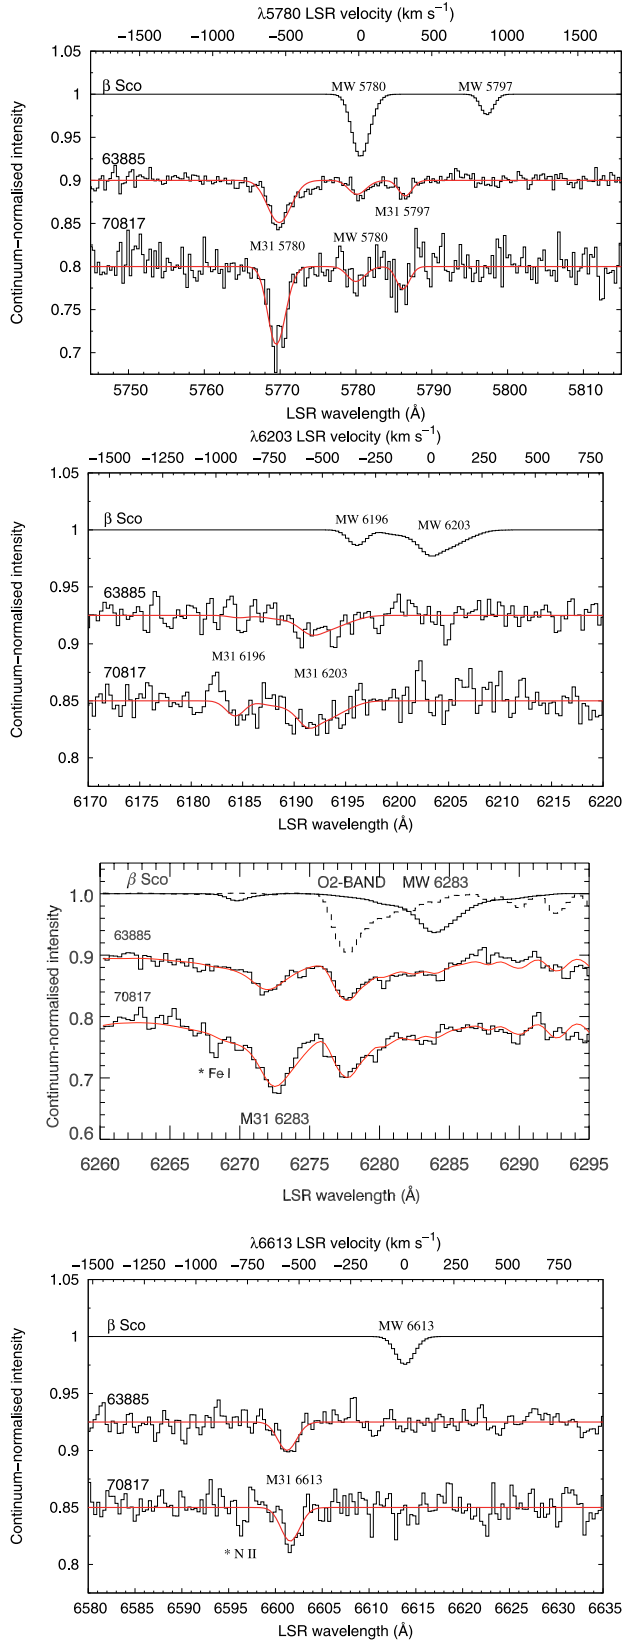 λ5780 LSR velocity (km s−1)
−1500 −1000 −500 0 500 1000 1500
1.05
1
0.95
0.9
0.85
0.8
0.75
0.7
Continuum−normalised intensity
β Sco
MW 5780
MW 5797
63885
M31 5797
70817
M31 5780
MW 5780
5750 5760 5770 5780 5790 5800 5810
LSR wavelength (Å)
λ6203 LSR velocity (km s−1)
−1500 −1250 −1000 −750 −500 −250 0 250 500 750
1.05
1
0.95
0.9
0.85
0.8
Continuum−normalised intensity
β Sco
MW 6196
MW 6203
63885
M31 6196
M31 6203
70817
6170 6175 6180 6185 6190 6195 6200 6205 6210 6215 6220
LSR wavelength (Å)
1.0
0.9
0.8
0.7
0.6
Continuum−normalised intensity
β Sco
O2-BAND
MW 6283
63885
70817
* Fe I
M31 6283
6260 6265 6270 6275 6280 6285 6290 6295
LSR wavelength (Å)
λ6613 LSR velocity (km s−1)
−1500 −1250 −1000 −750 −500 −250 0 250 500 750
1.05
1
0.95
0.9
0.85
0.8
Continuum−normalised intensity
β Sco
MW 6613
63885
70817
M31 6613
* N II
6580 6585 6590 6595 6600 6605 6610 6615 6620 6625 6630 6635
LSR wavelength (Å)